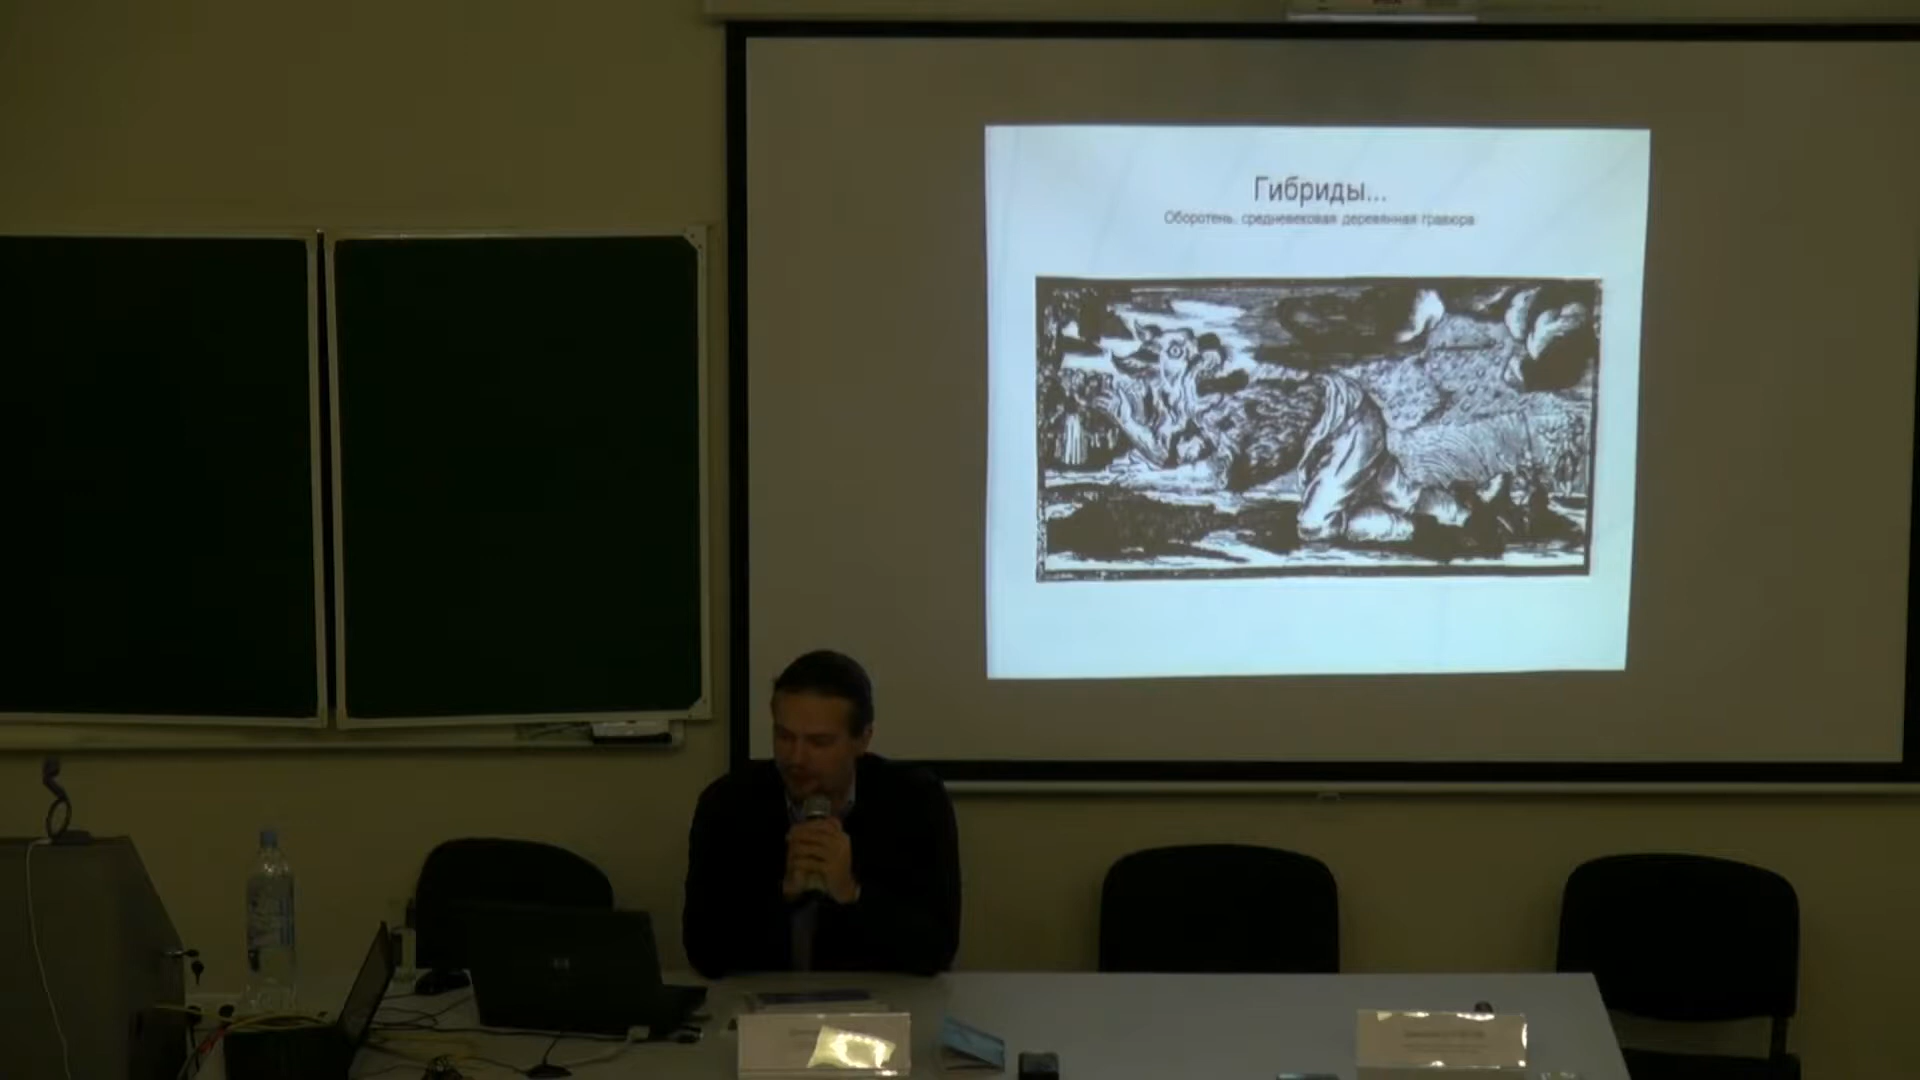 Гибриды...
Оборотень, средневековая деревянная гравюра